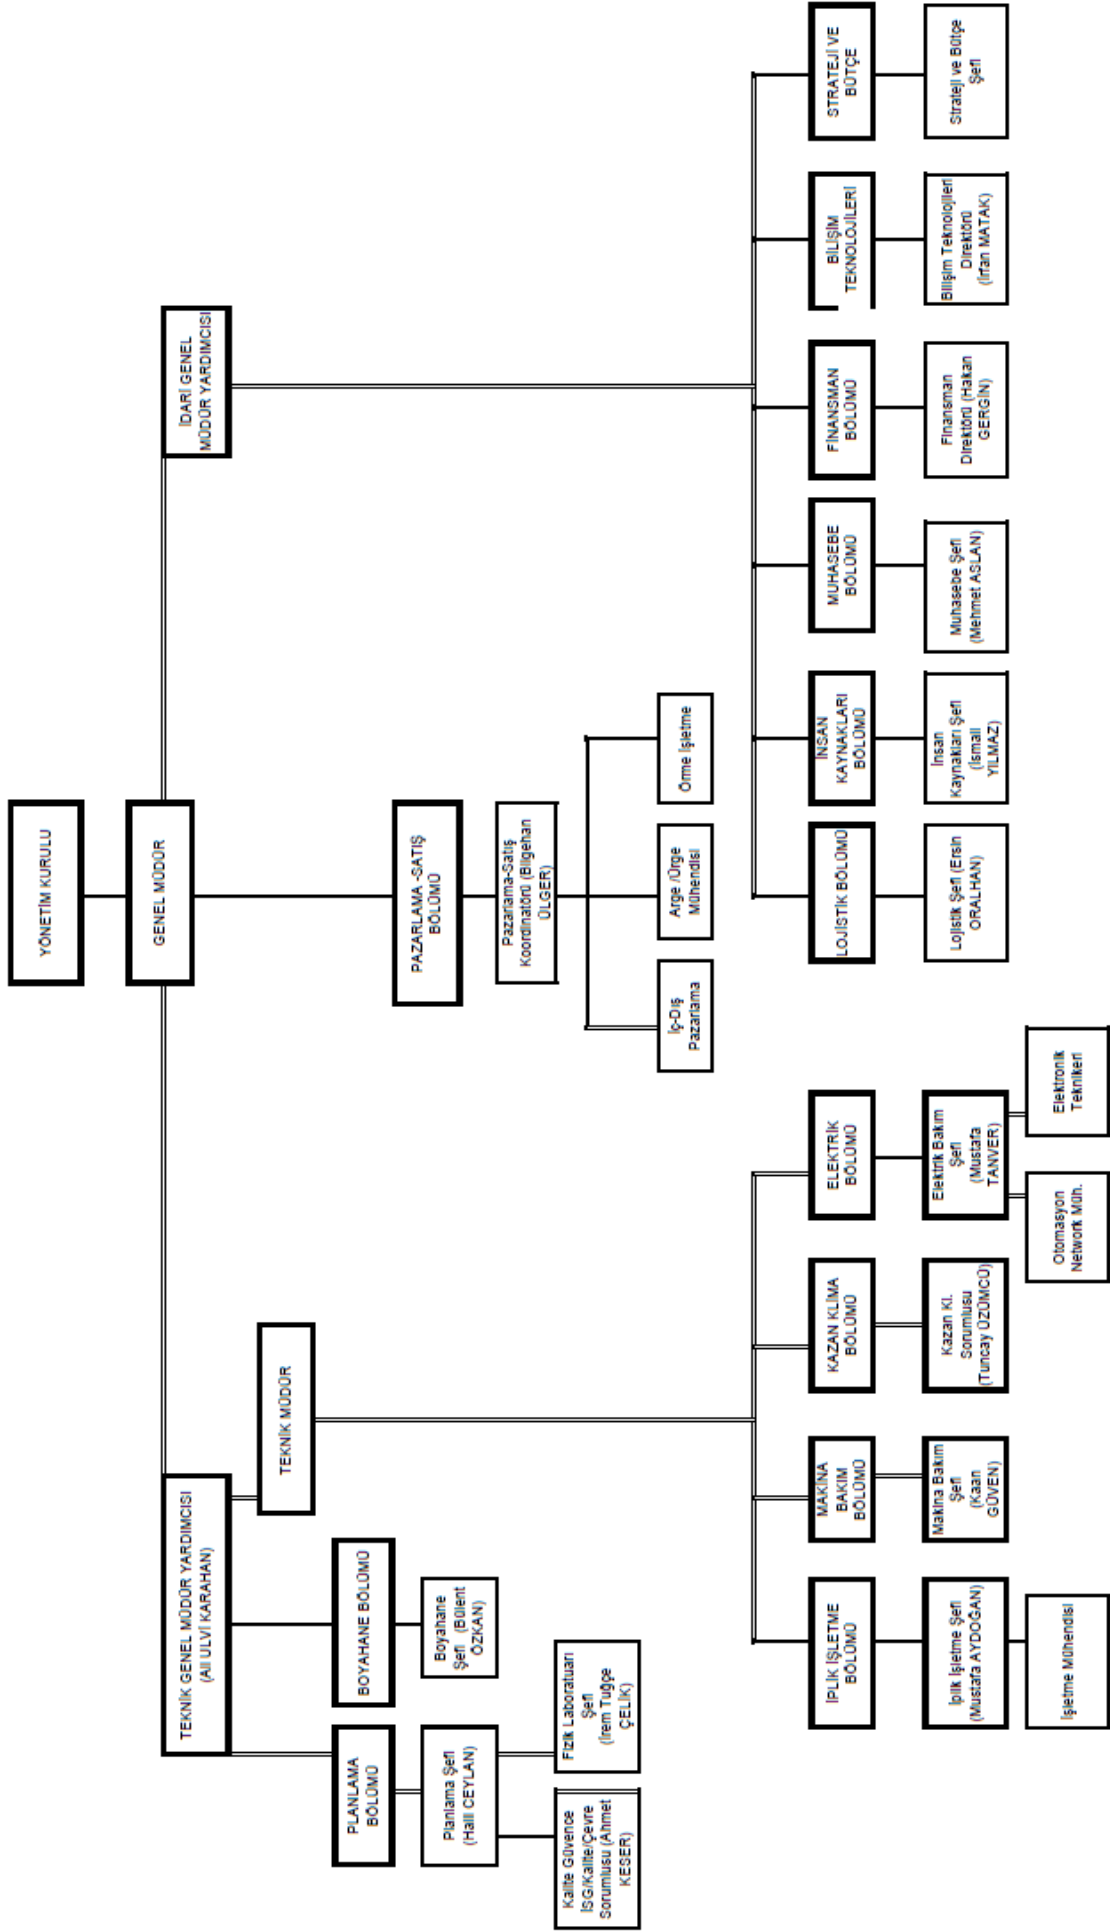 YÖNETİM KURULU
GENEL MÜDÜR
TEKNİK GENEL MÜDÜR YARDIMCISI
(Ali ULVİ KARAHAN)
İDARİ GENEL
MÜDÜR YARDIMCISI
TEKNİK MÜDÜR
PLANLAMA
BÖLÜMÜ
BOYAHANE BÖLÜMÜ
PAZARLAMA -SATIŞ
BÖLÜMÜ
Planlama Şefi
(Halil CEYLAN)
Boyahane
Şefi (Bülent
ÖZKAN)
Pazarlama-Satış
Koordinatörü (Bilgehan
ÜLGER)
Kalite Güvence
İSG/Kalite/Çevre
Sorumlusu (Ahmet
KESER)
Fizik Laboratuarı
Şefi
(İrem Tuğçe
ÇELİK)
İç-Dış
Pazarlama
Arge /Ürge
Mühendisi
Örme İşletme
İPLİK İŞLETME
BÖLÜMÜ
MAKİNA
BAKIM
BÖLÜMÜ
KAZAN KLİMA
BÖLÜMÜ
ELEKTRİK
BÖLÜMÜ
LOJİSTİK BÖLÜMÜ
İNSAN
KAYNAKLARI
BÖLÜMÜ
MUHASEBE
BÖLÜMÜ
FİNANSMAN
BÖLÜMÜ
BİLİŞİM
TEKNOLOJİLERİ
STRATEJİ VE
BÜTÇE
İplik İşletme Şefi
(Mustafa AYDOĞAN)
Makina Bakım
Şefi
(Kaan
GÜVEN)
Kazan Kl.
Sorumlusu
(Tuncay ÜZÜMCÜ)
Elektrik Bakım
Şefi
(Mustafa
TANVER)
Lojistik Şefi (Ersin
ORALHAN)
İnsan
Kaynakları Şefi
(İsmail
YILMAZ)
Muhasebe Şefi
(Mehmet ASLAN)
Finansman
Direktörü (Hakan
GERGİN)
Bilişim Teknolojileri
Direktörü
(İrfan MATAK)
Strateji ve Bütçe
Şefi
İşletme Mühendisi
Otomasyon
Network Müh.
Elektronik
Teknikeri